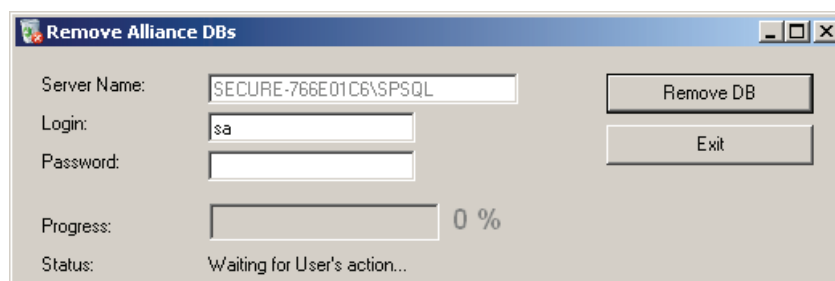 Remove Alliance DBs
Server Name: SECURE-766E01C6\SPSQL Remove DB
Login: sa Exit
Password:
Progress: 0 %
Status: Waiting for User's action...